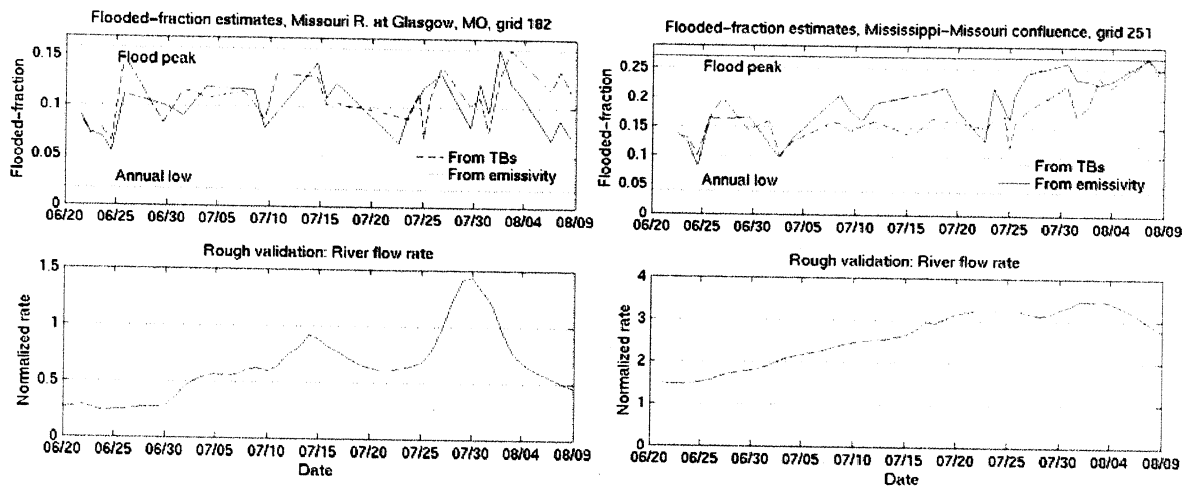 Flooded-fraction estimates, Missouri R. at Glasgow, MO, grid 182
Flooded-fraction
0.15
0.1
0.05
0
Flood peak
Annual low
From TBs
From emissivity
06/20 06/25 06/30 07/05 07/10 07/15 07/20 07/25 07/30 08/04 08/09
Rough validation: River flow rate
Normalized rate
1.5
1
0.5
0
06/20 06/25 06/30 07/05 07/10 07/15 07/20 07/25 07/30 08/04 08/09
Date
Flooded-fraction estimates, Mississippi-Missouri confluence, grid 251
Flooded-fraction
0.25
0.2
0.15
0.1
0.05
0
Flood peak
Annual low
From TBs
From emissivity
06/20 06/25 06/30 07/05 07/10 07/15 07/20 07/25 07/30 08/04 08/09
Rough validation: River flow rate
Normalized rate
4
3
2
1
0
06/20 06/25 06/30 07/05 07/10 07/15 07/20 07/25 07/30 08/04 08/09
Date